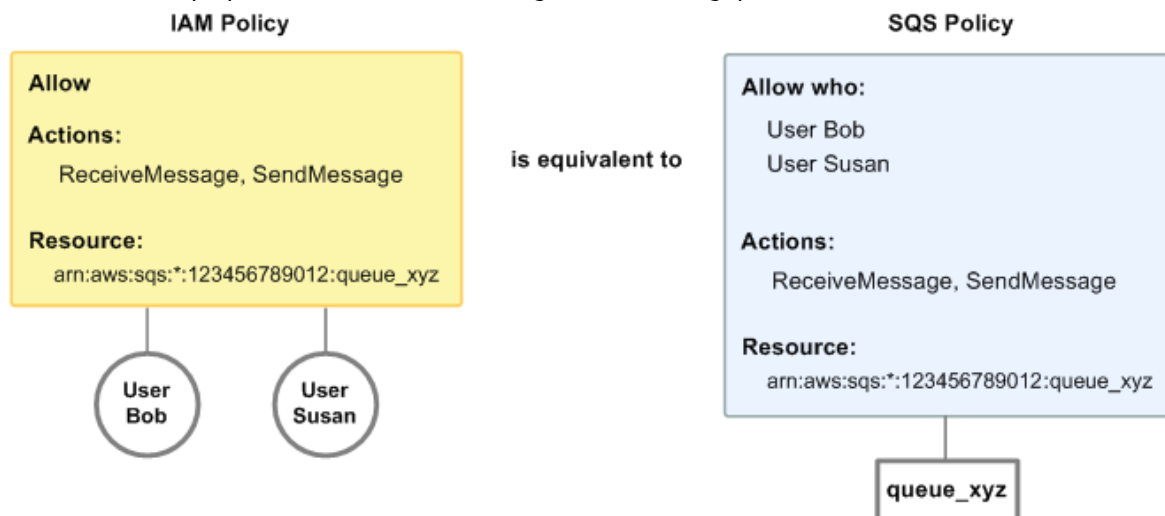 IAM Policy
Allow
Actions:
ReceiveMessage, SendMessage
Resource:
arn:aws:sqs:*:123456789012:queue_xyz
User
Bob
User
Susan
is equivalent to
SQS Policy
Allow who:
User Bob
User Susan
Actions:
ReceiveMessage, SendMessage
Resource:
arn:aws:sqs:*:123456789012:queue_xyz
queue_xyz